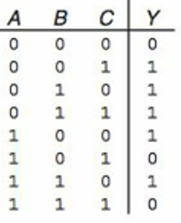 A B C Y
0 0 0 0
0 0 1 1
0 1 0 1
0 1 1 1
1 0 0 1
1 0 1 0
1 1 0 1
1 1 1 0